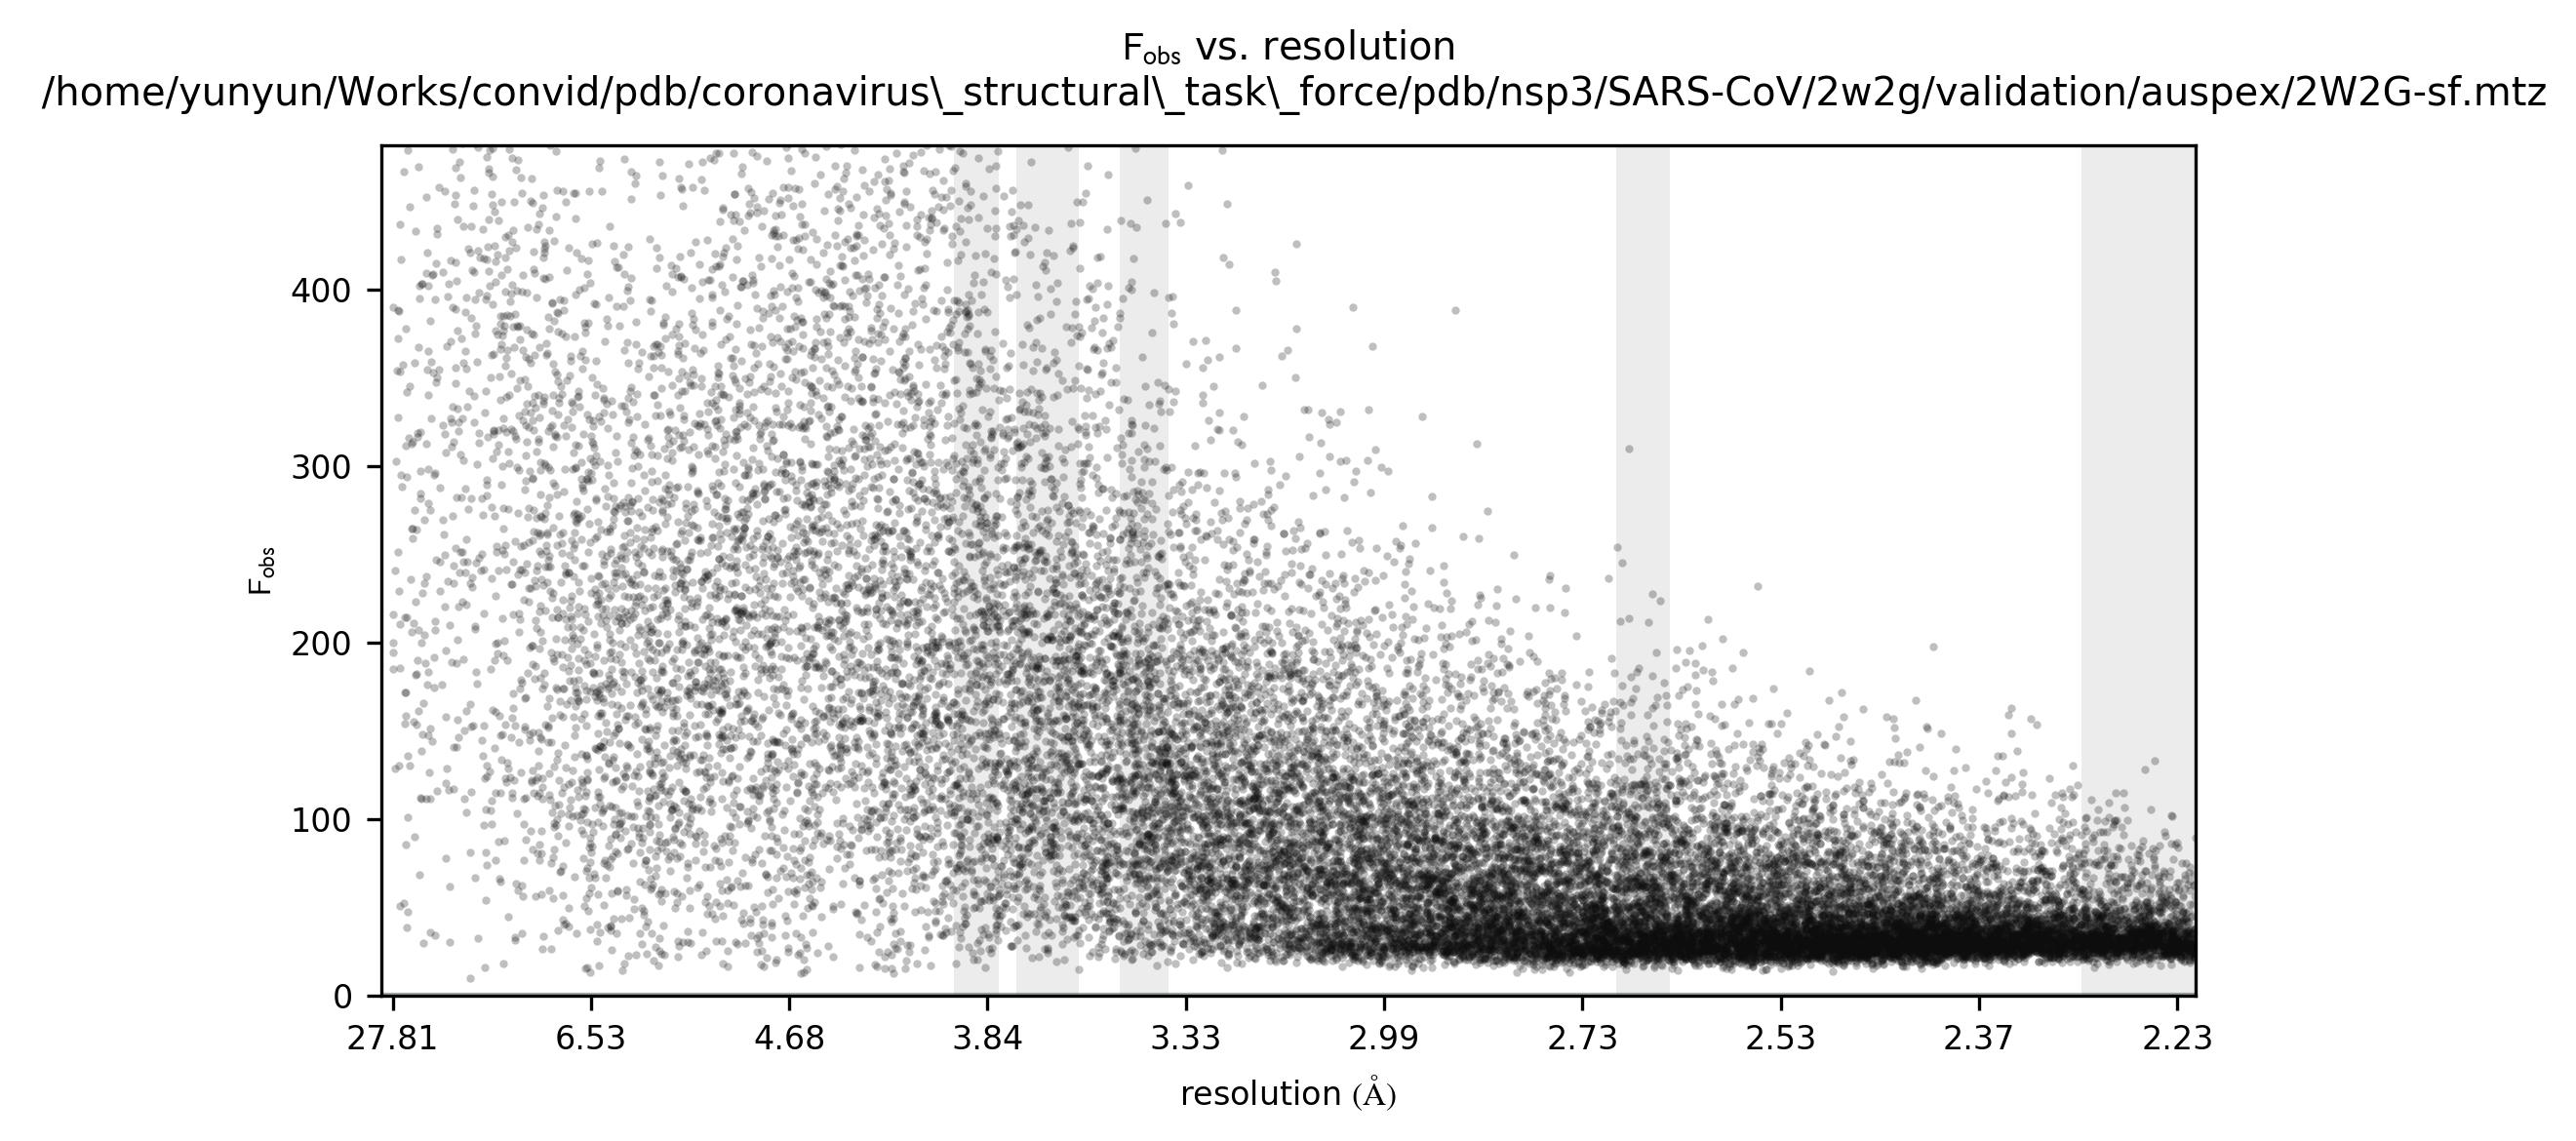 Fobs vs. resolution
/home/yunyun/Works/convid/pdb/coronavirus\_structural\_task\_force/pdb/nsp3/SARS-CoV/2w2g/validation/auspex/2W2G-sf.mtz
400
300
200
100
0
Fobs
27.81 6.53 4.68 3.84 3.33 2.99 2.73 2.53 2.37 2.23
resolution (Å)